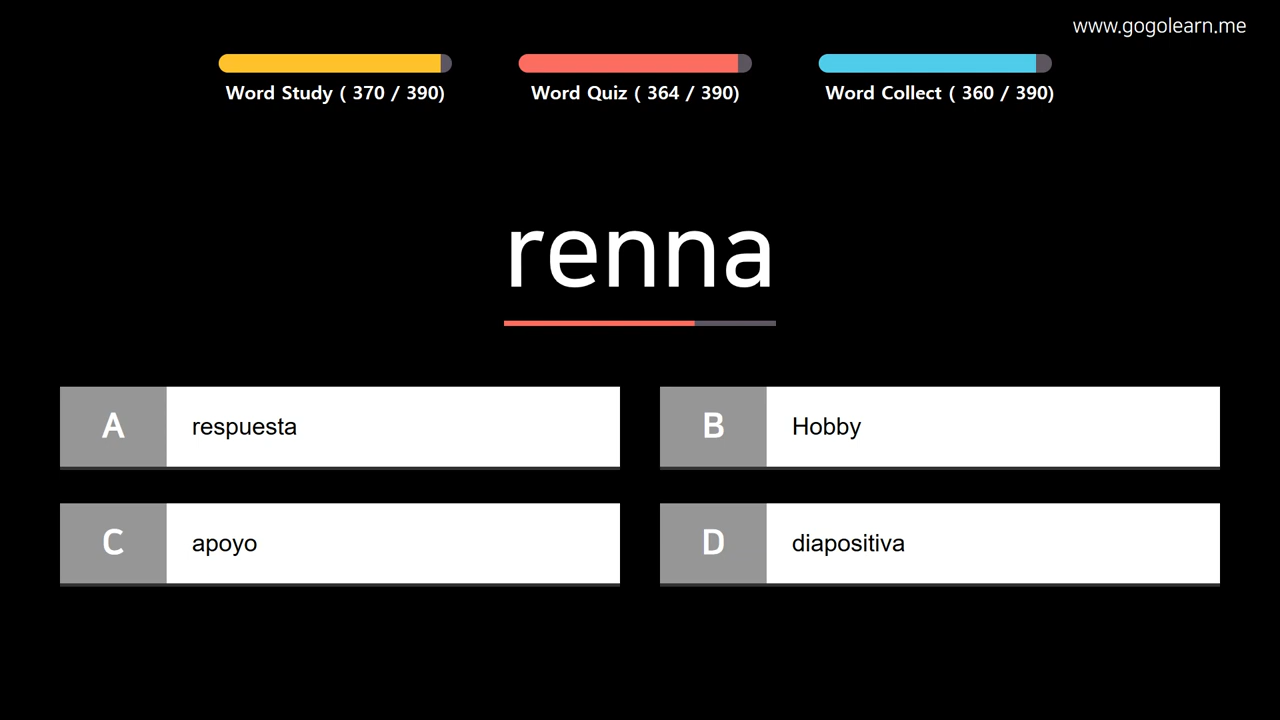 www.gogolearn.me
Word Study ( 370 / 390)
Word Quiz ( 364 / 390)
Word Collect ( 360 / 390)
renna
A respuesta
B Hobby
C apoyo
D diapositiva